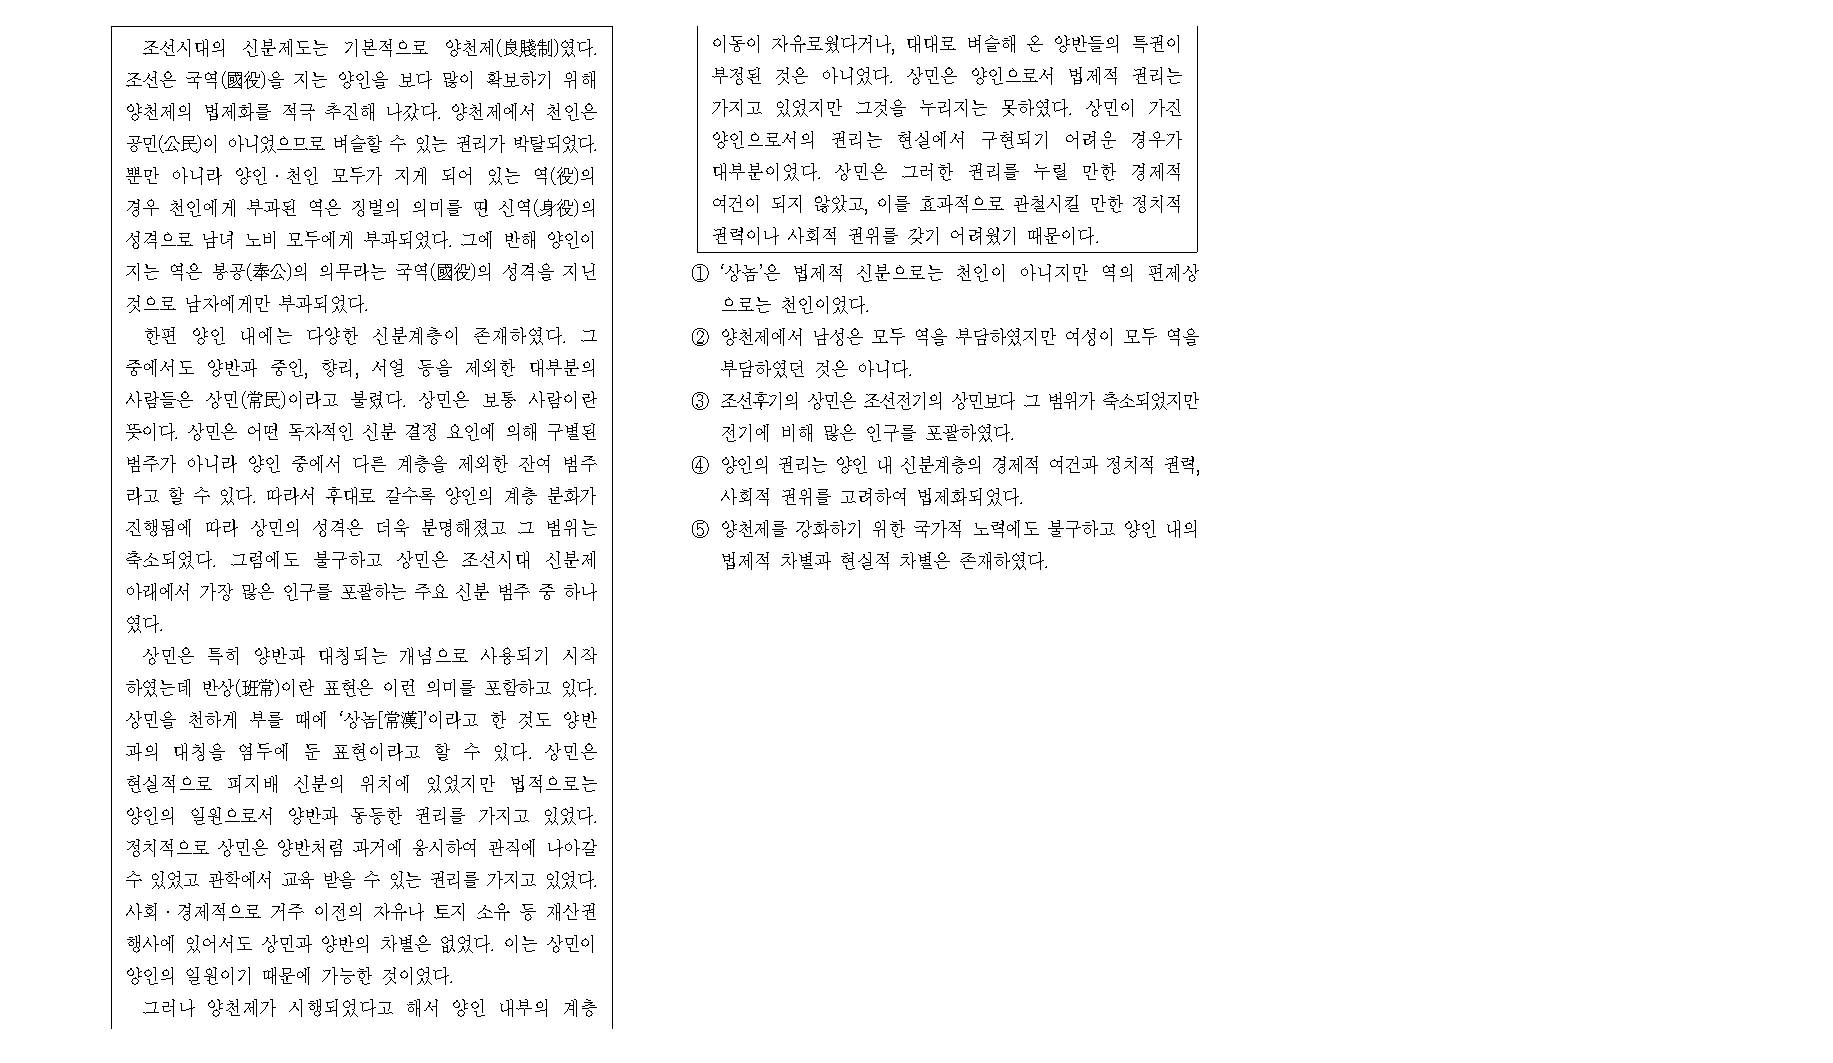 조선시대의 신분제도는 기본적으로 양천제(良賤制)였다.
조선은 국역(國役)을 지는 양인을 보다 많이 확보하기 위해
양천제의 법제화를 적극 추진해 나갔다. 양천제에서 천인은
공민(公民)이 아니었으므로 벼슬할 수 있는 권리가 박탈되었다.
뿐만 아니라 양인·천인 모두가 지게 되어 있는 역(役)의
경우 천인에게 부과된 역은 징벌의 의미를 띤 신역(身役)의
성격으로 남녀 노비 모두에게 부과되었다. 그에 반해 양인이
지는 역은 봉공(奉公)의 의무라는 국역(國役)의 성격을 지닌
것으로 남자에게만 부과되었다.
한편 양인 내에는 다양한 신분계층이 존재하였다. 그
중에서도 양반과 중인, 향리, 서얼 등을 제외한 대부분의
사람들은 상민(常民)이라고 불렸다. 상민은 보통 사람이란
뜻이다. 상민은 어떤 독자적인 신분 결정 요인에 의해 구별된
범주가 아니라 양인 중에서 다른 계층을 제외한 잔여 범주
라고 할 수 있다. 따라서 후대로 갈수록 양인의 계층 분화가
진행됨에 따라 상민의 성격은 더욱 분명해졌고 그 범위는
축소되었다. 그럼에도 불구하고 상민은 조선시대 신분제
아래에서 가장 많은 인구를 포괄하는 주요 신분 범주 중 하나
였다.
상민은 특히 양반과 대칭되는 개념으로 사용되기 시작
하였는데 반상(班常)이란 표현은 이런 의미를 포함하고 있다.
상민을 천하게 부를 때에 ‘상놈[常漢]’이라고 한 것도 양반
과의 대칭을 염두에 둔 표현이라고 할 수 있다. 상민은
현실적으로 피지배 신분의 위치에 있었지만 법적으로는
양인의 일원으로서 양반과 동등한 권리를 가지고 있었다.
정치적으로 상민은 양반처럼 과거에 응시하여 관직에 나아갈
수 있었고 관학에서 교육 받을 수 있는 권리를 가지고 있었다.
사회·경제적으로 거주 이전의 자유나 토지 소유 등 재산권
행사에 있어서도 상민과 양반의 차별은 없었다. 이는 상민이
양인의 일원이기 때문에 가능한 것이었다.
그러나 양천제가 시행되었다고 해서 양인 내부의 계층
이동이 자유로웠다거나, 대대로 벼슬해 온 양반들의 특권이
부정된 것은 아니었다. 상민은 양인으로서 법제적 권리는
가지고 있었지만 그것을 누리지는 못하였다. 상민이 가진
양인으로서의 권리는 현실에서 구현되기 어려운 경우가
대부분이었다. 상민은 그러한 권리를 누릴 만한 경제적
여건이 되지 않았고, 이를 효과적으로 관철시킬 만한 정치적
권력이나 사회적 권위를 갖기 어려웠기 때문이다.
① ‘상놈’은 법제적 신분으로는 천인이 아니지만 역의 편제상
으로는 천인이었다.
② 양천제에서 남성은 모두 역을 부담하였지만 여성이 모두 역을
부담하였던 것은 아니다.
③ 조선후기의 상민은 조선전기의 상민보다 그 범위가 축소되었지만
전기에 비해 많은 인구를 포괄하였다.
④ 양인의 권리는 양인 내 신분계층의 경제적 여건과 정치적 권력,
사회적 권위를 고려하여 법제화되었다.
⑤ 양천제를 강화하기 위한 국가적 노력에도 불구하고 양인 내의
법제적 차별과 현실적 차별은 존재하였다.